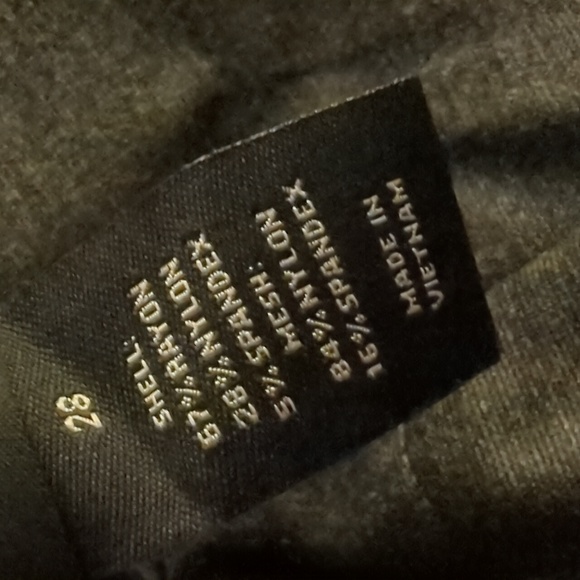 28
SHELL:
67% RAYON
28% NYLON
5% SPANDEX
MESH:
84% NYLON
16% SPANDEX
MADE IN
VIETNAM